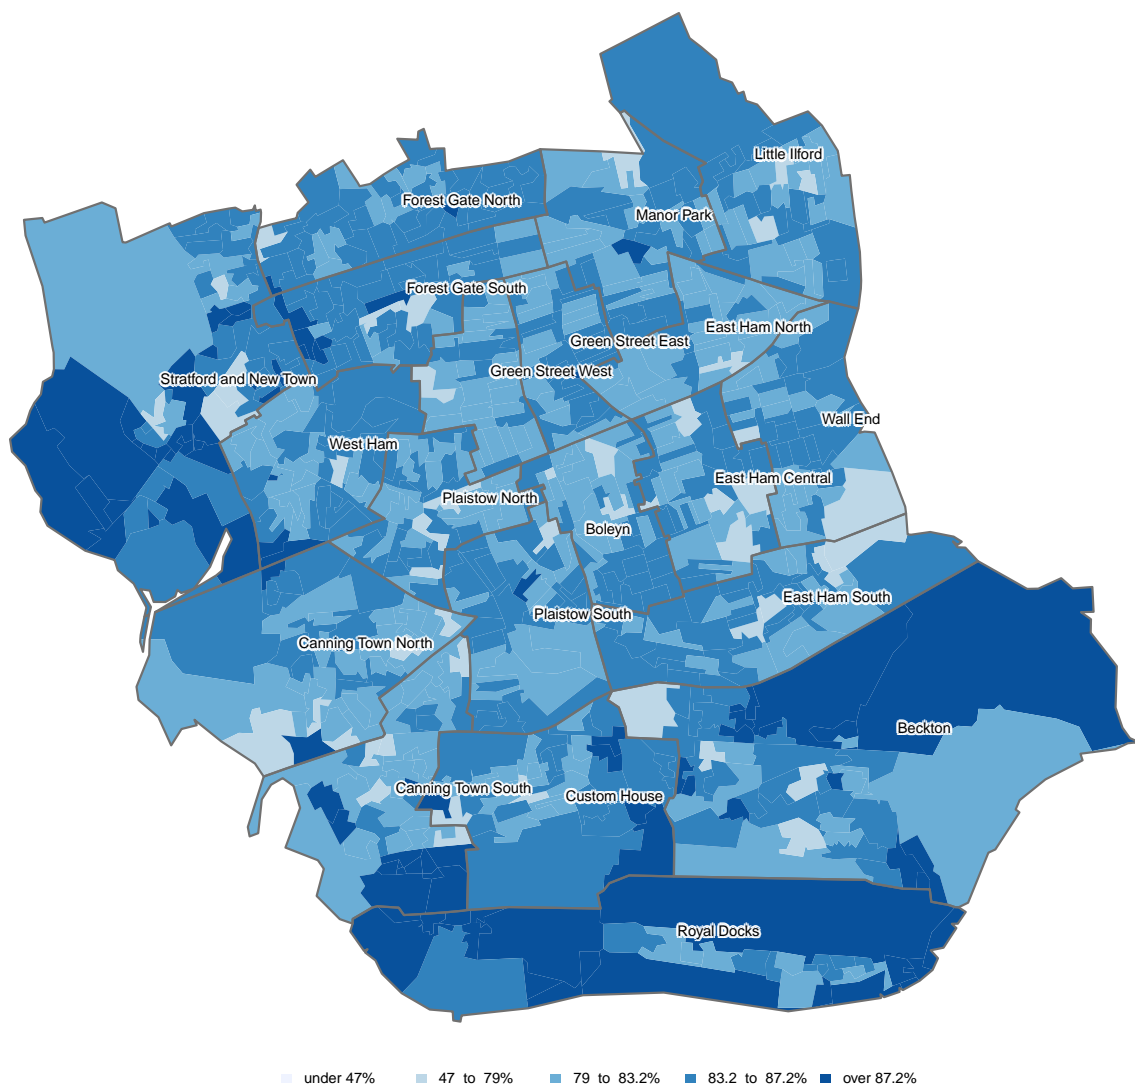 Little Ilford
Forest Gate North
Manor Park
Forest Gate South
East Ham North
Green Street East
Green Street West
Stratford and New Town
Wall End
West Ham
East Ham Central
Plaistow North
Boleyn
East Ham South
Plaistow South
Canning Town North
Beckton
Canning Town South
Custom House
Royal Docks
under 47% 47 to 79% 79 to 83.2% 83.2 to 87.2% over 87.2%